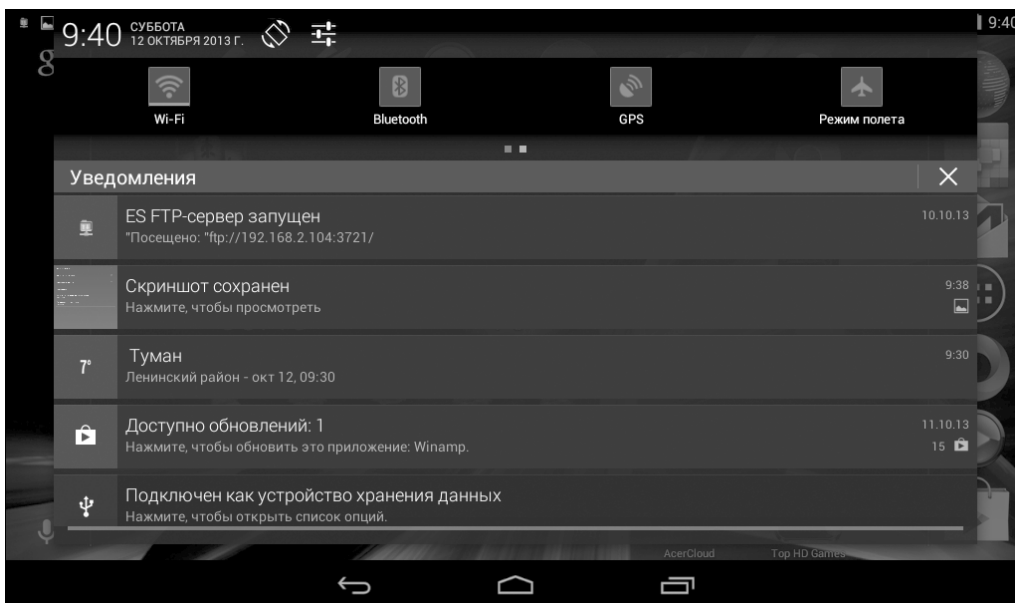 9:40 СУББОТА
12 ОКТЯБРЯ 2013 Г.
9:40
g
Wi-Fi Bluetooth GPS Режим полета
Уведомления
ES FTP-сервер запущен 10.10.13
"Посещено: "ftp://192.168.2.104:3721/
Скриншот сохранен 9:38
Нажмите, чтобы просмотреть
7° Туман 9:30
Ленинский район - окт 12, 09:30
Доступно обновлений: 1 11.10.13
Нажмите, чтобы обновить это приложение: Winamp. 15
Подключен как устройство хранения данных
Нажмите, чтобы открыть список опций.
AcerCloud Top HD Games